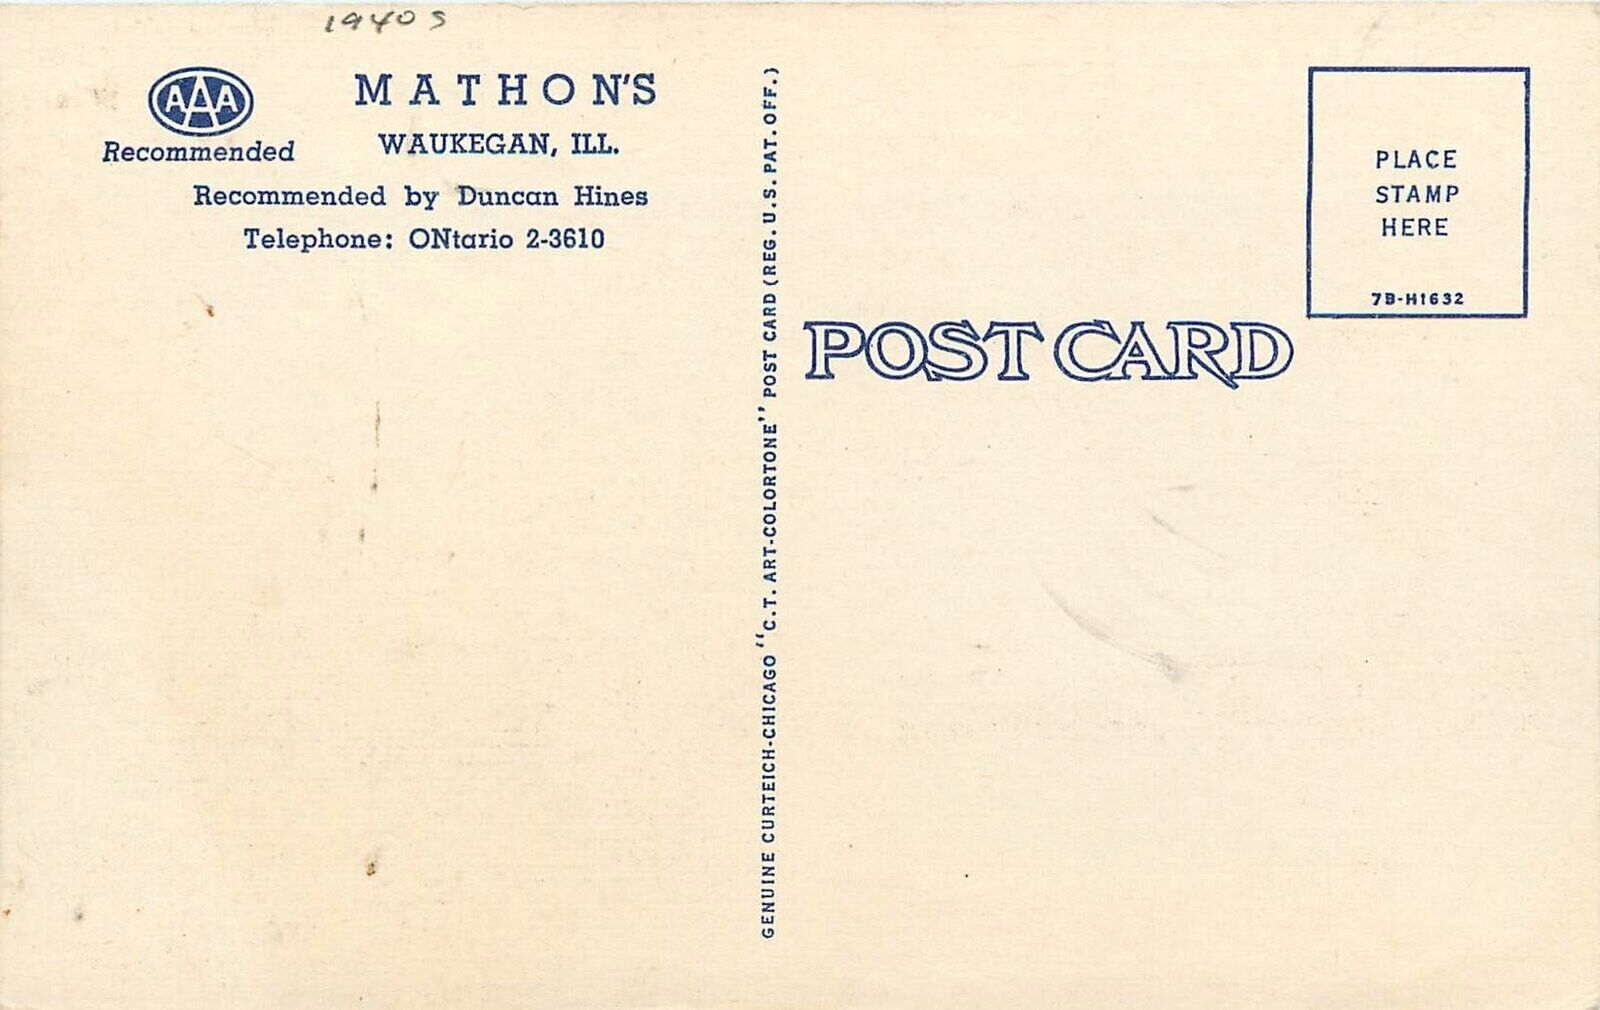 1940s
AAA
Recommended
MATHON'S
WAUKEGAN, ILL.
Recommended by Duncan Hines
Telephone: ONtario 2-3610
GENUINE CURTEICH-CHICAGO "C.T. ART-COLORTONE" POST CARD (REG. U.S. PAT. OFF.)
POST CARD
PLACE
STAMP
HERE
7B-H1632